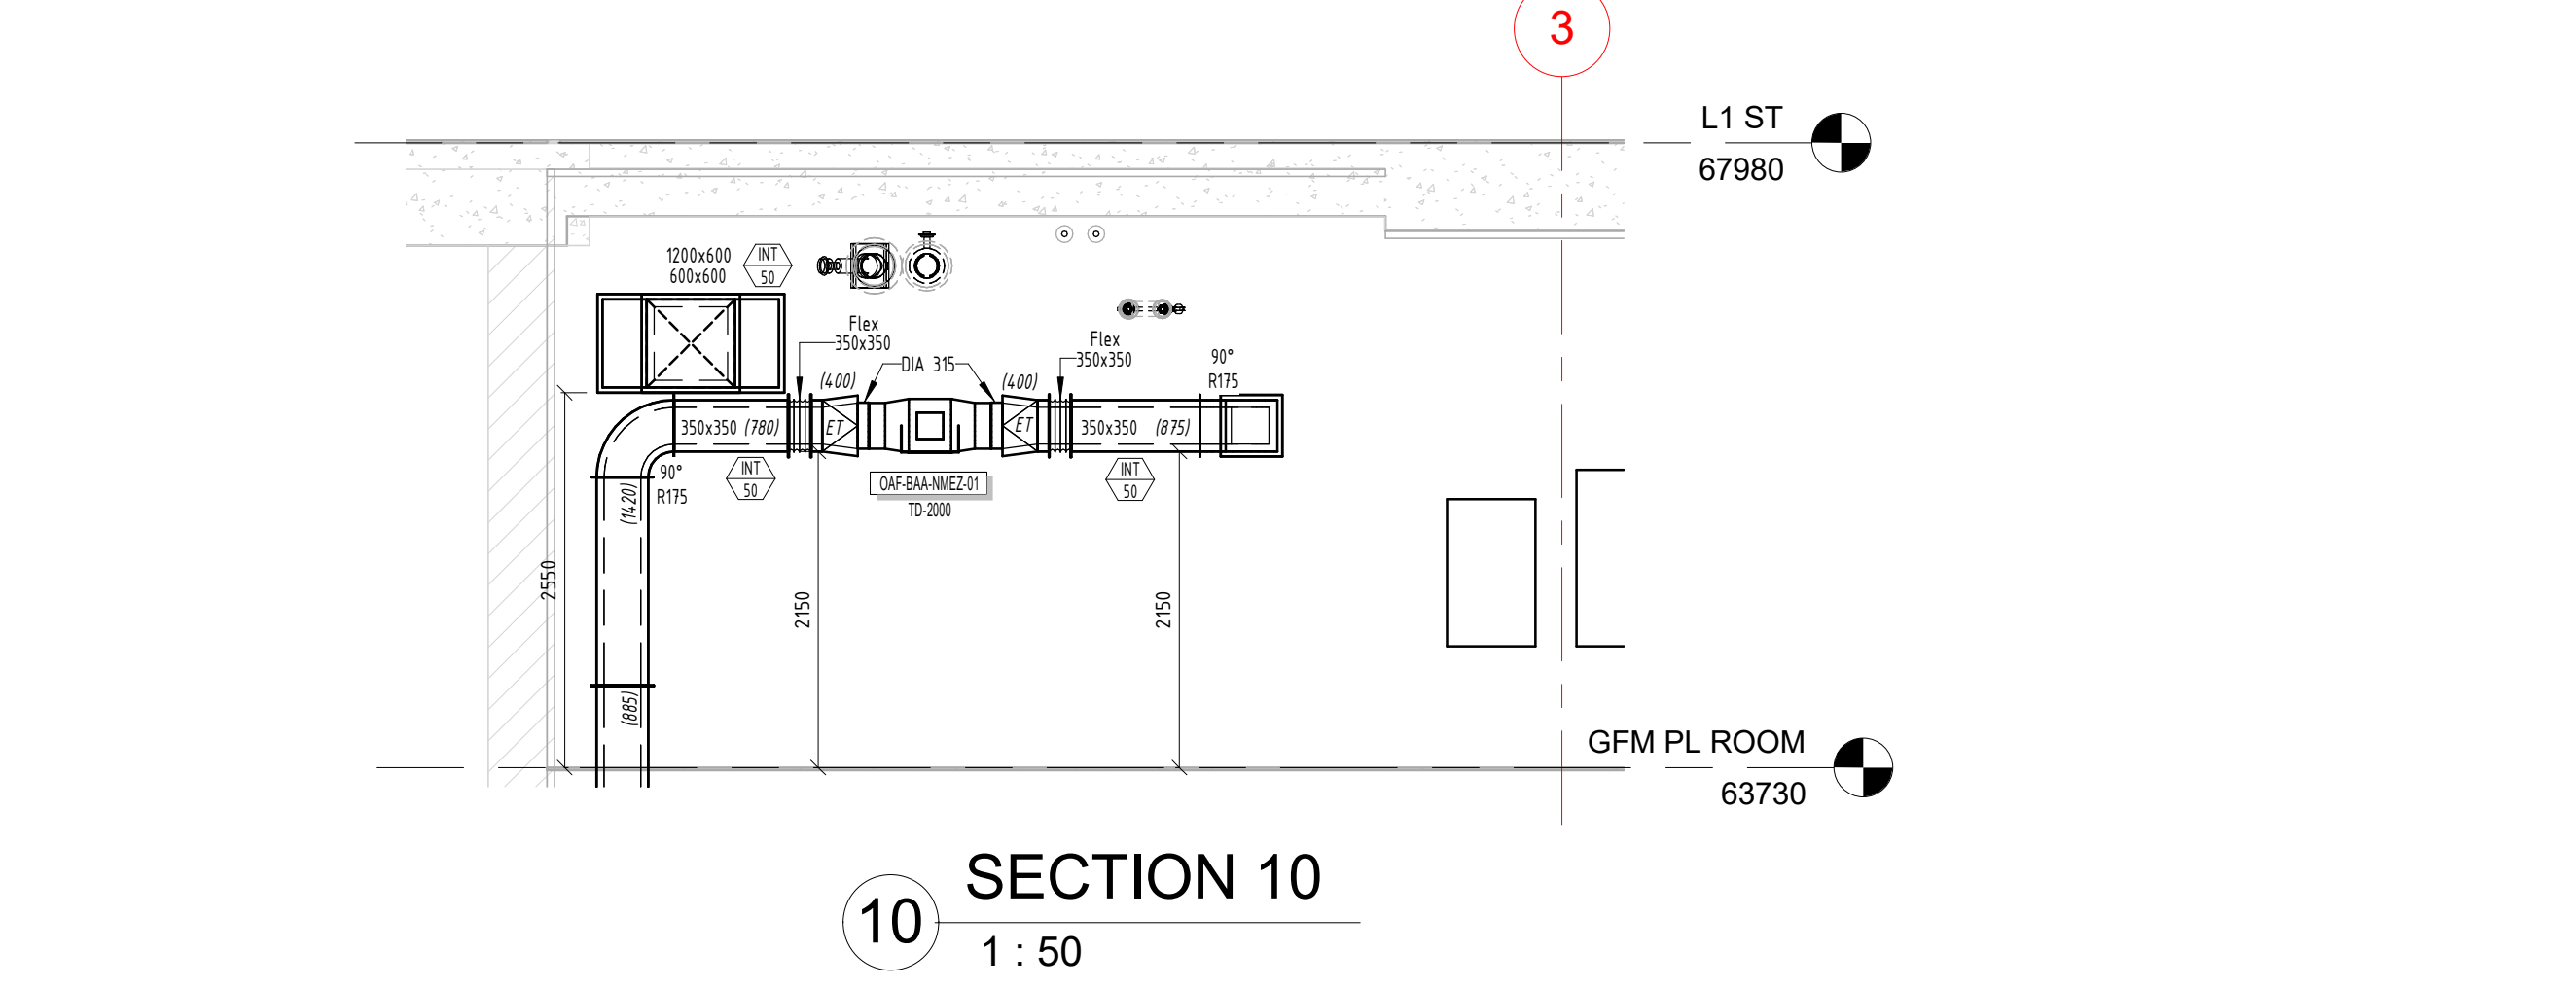 3
L1 ST
67980
1200x600
600x600
INT
50
Flex
350x350
Flex
350x350
DIA 315
(400)
(400)
90°
R175
350x350 (780)
ET
ET
350x350 (875)
INT
50
INT
50
90°
R175
OAF-BAA-NMEZ-01
TD-2000
(1420)
2550
2150
2150
(885)
GFM PL ROOM
63730
10
SECTION 10
1 : 50